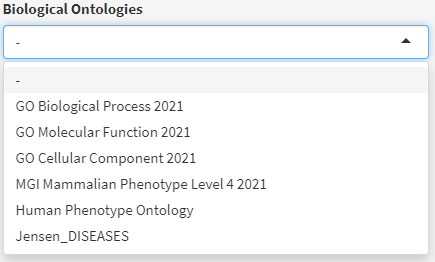 Biological Ontologies
-
-
GO Biological Process 2021
GO Molecular Function 2021
GO Cellular Component 2021
MGI Mammalian Phenotype Level 4 2021
Human Phenotype Ontology
Jensen_DISEASES